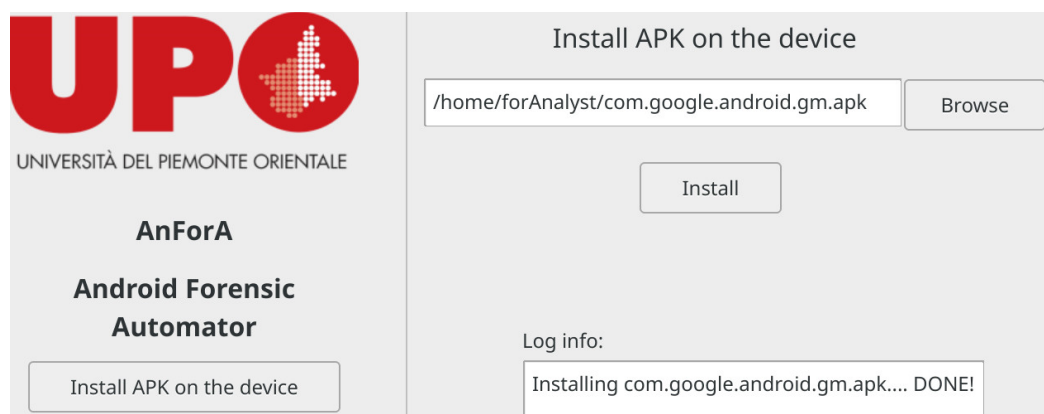 UPO
UNIVERSITÀ DEL PIEMONTE ORIENTALE
AnForA
Android Forensic
Automator
Install APK on the device
Install APK on the device
/home/forAnalyst/com.google.android.gm.apk
Browse
Install
Log info:
Installing com.google.android.gm.apk.... DONE!